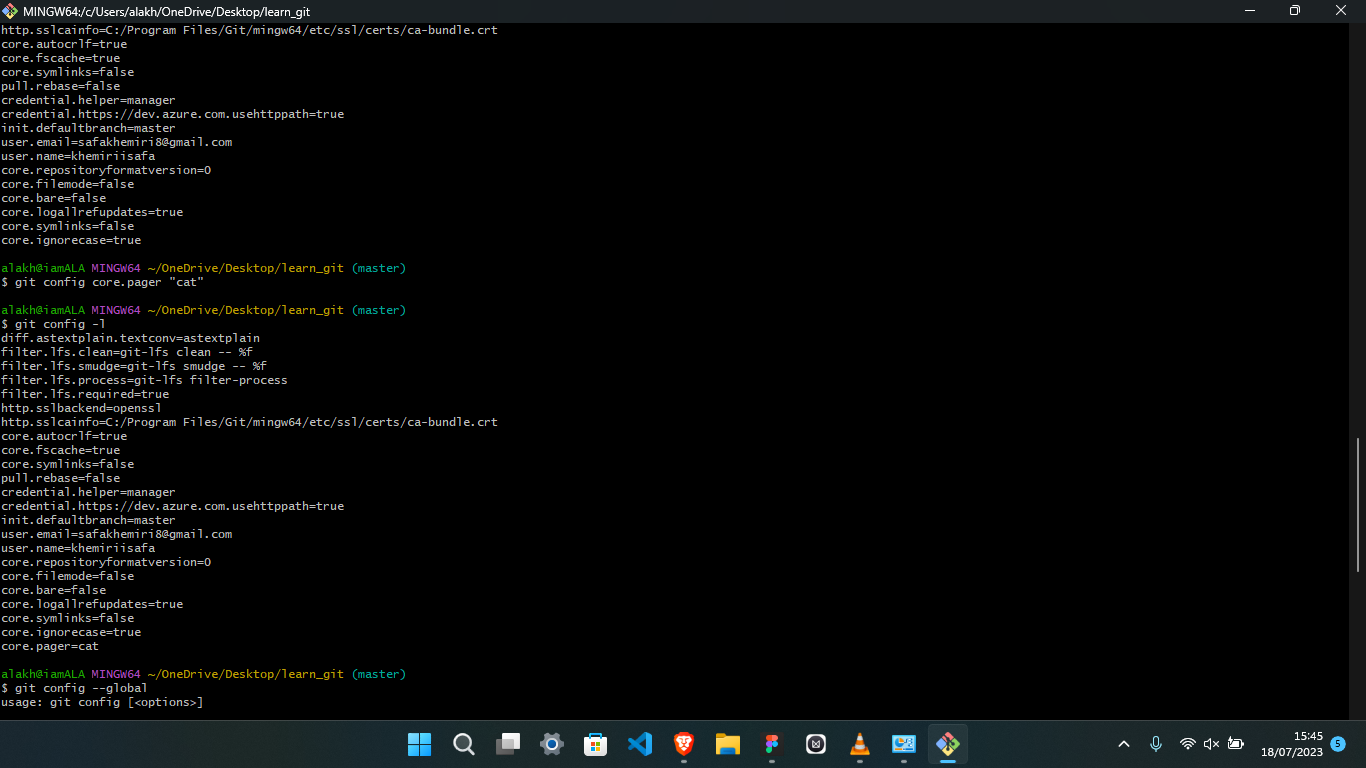 MINGW64:/c/Users/alakh/OneDrive/Desktop/learn_git
http.sslcainfo=C:/Program Files/Git/mingw64/etc/ssl/certs/ca-bundle.crt
core.autocrlf=true
core.fscache=true
core.symlinks=false
pull.rebase=false
credential.helper=manager
credential.https://dev.azure.com.usehttppath=true
init.defaultbranch=master
user.email=safakhemiri8@gmail.com
user.name=khemiriisafa
core.repositoryformatversion=0
core.filemode=false
core.bare=false
core.logallrefupdates=true
core.symlinks=false
core.ignorecase=true
alakh@iamALA MINGW64 ~/OneDrive/Desktop/learn_git (master)
$ git config core.pager "cat"
alakh@iamALA MINGW64 ~/OneDrive/Desktop/learn_git (master)
$ git config -l
diff.astextplain.textconv=astextplain
filter.lfs.clean=git-lfs clean -- %f
filter.lfs.smudge=git-lfs smudge -- %f
filter.lfs.process=git-lfs filter-process
filter.lfs.required=true
http.sslbackend=openssl
http.sslcainfo=C:/Program Files/Git/mingw64/etc/ssl/certs/ca-bundle.crt
core.autocrlf=true
core.fscache=true
core.symlinks=false
pull.rebase=false
credential.helper=manager
credential.https://dev.azure.com.usehttppath=true
init.defaultbranch=master
user.email=safakhemiri8@gmail.com
user.name=khemiriisafa
core.repositoryformatversion=0
core.filemode=false
core.bare=false
core.logallrefupdates=true
core.symlinks=false
core.ignorecase=true
core.pager=cat
alakh@iamALA MINGW64 ~/OneDrive/Desktop/learn_git (master)
$ git config --global
usage: git config [<options>]
15:45
18/07/2023
5